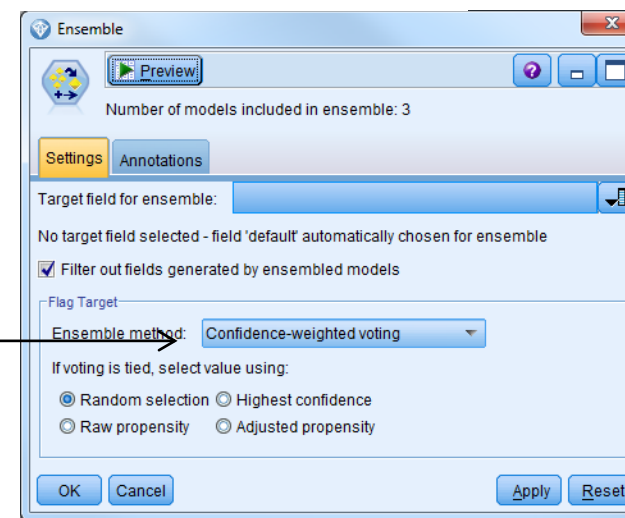 Ensemble
Preview
Number of models included in ensemble: 3
Settings Annotations
Target field for ensemble:
No target field selected - field 'default' automatically chosen for ensemble
Filter out fields generated by ensembled models
Flag Target
Ensemble method: Confidence-weighted voting
If voting is tied, select value using:
Random selection Highest confidence
Raw propensity Adjusted propensity
OK Cancel Apply Reset